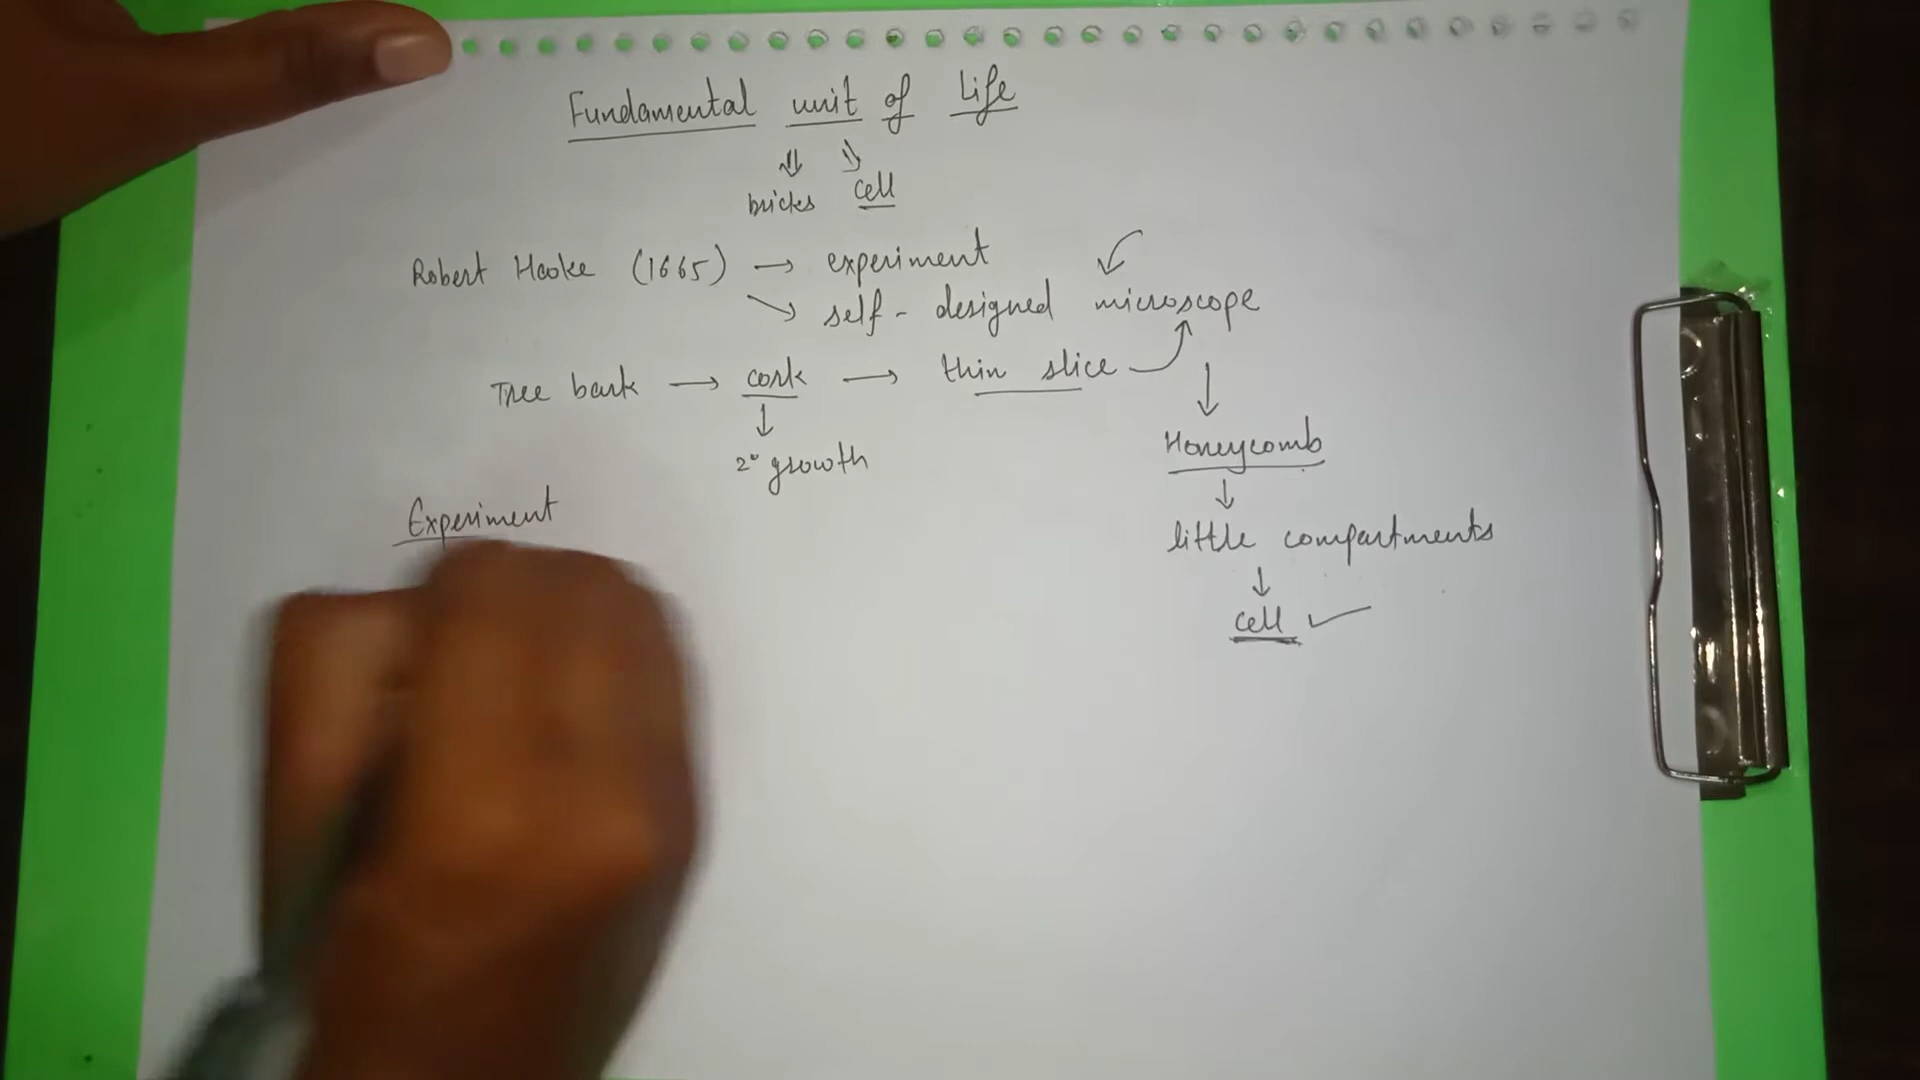 Fundamental unit of Life
⇓ ⇘
bricks cell
Robert Hooke (1665) → experiment
↘ self - designed microscope
Tree bark → cork → thin slice
↓
2° growth
Honeycomb
↓
Experiment
little compartments
↓
cell ✓